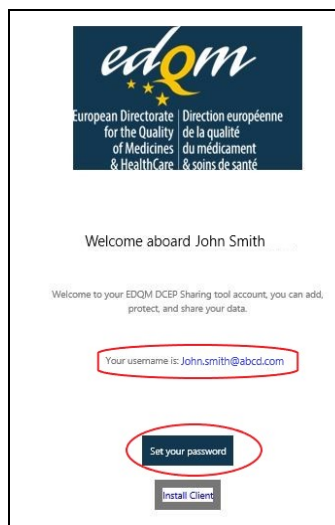 edqm
European Directorate | Direction européenne
for the Quality | de la qualité
of Medicines | du médicament
& HealthCare | & soins de santé
Welcome aboard John Smith
Welcome to your EDQM DCEP Sharing tool account, you can add,
protect, and share your data.
Your username is: John.smith@abcd.com
Set your password
Install Client